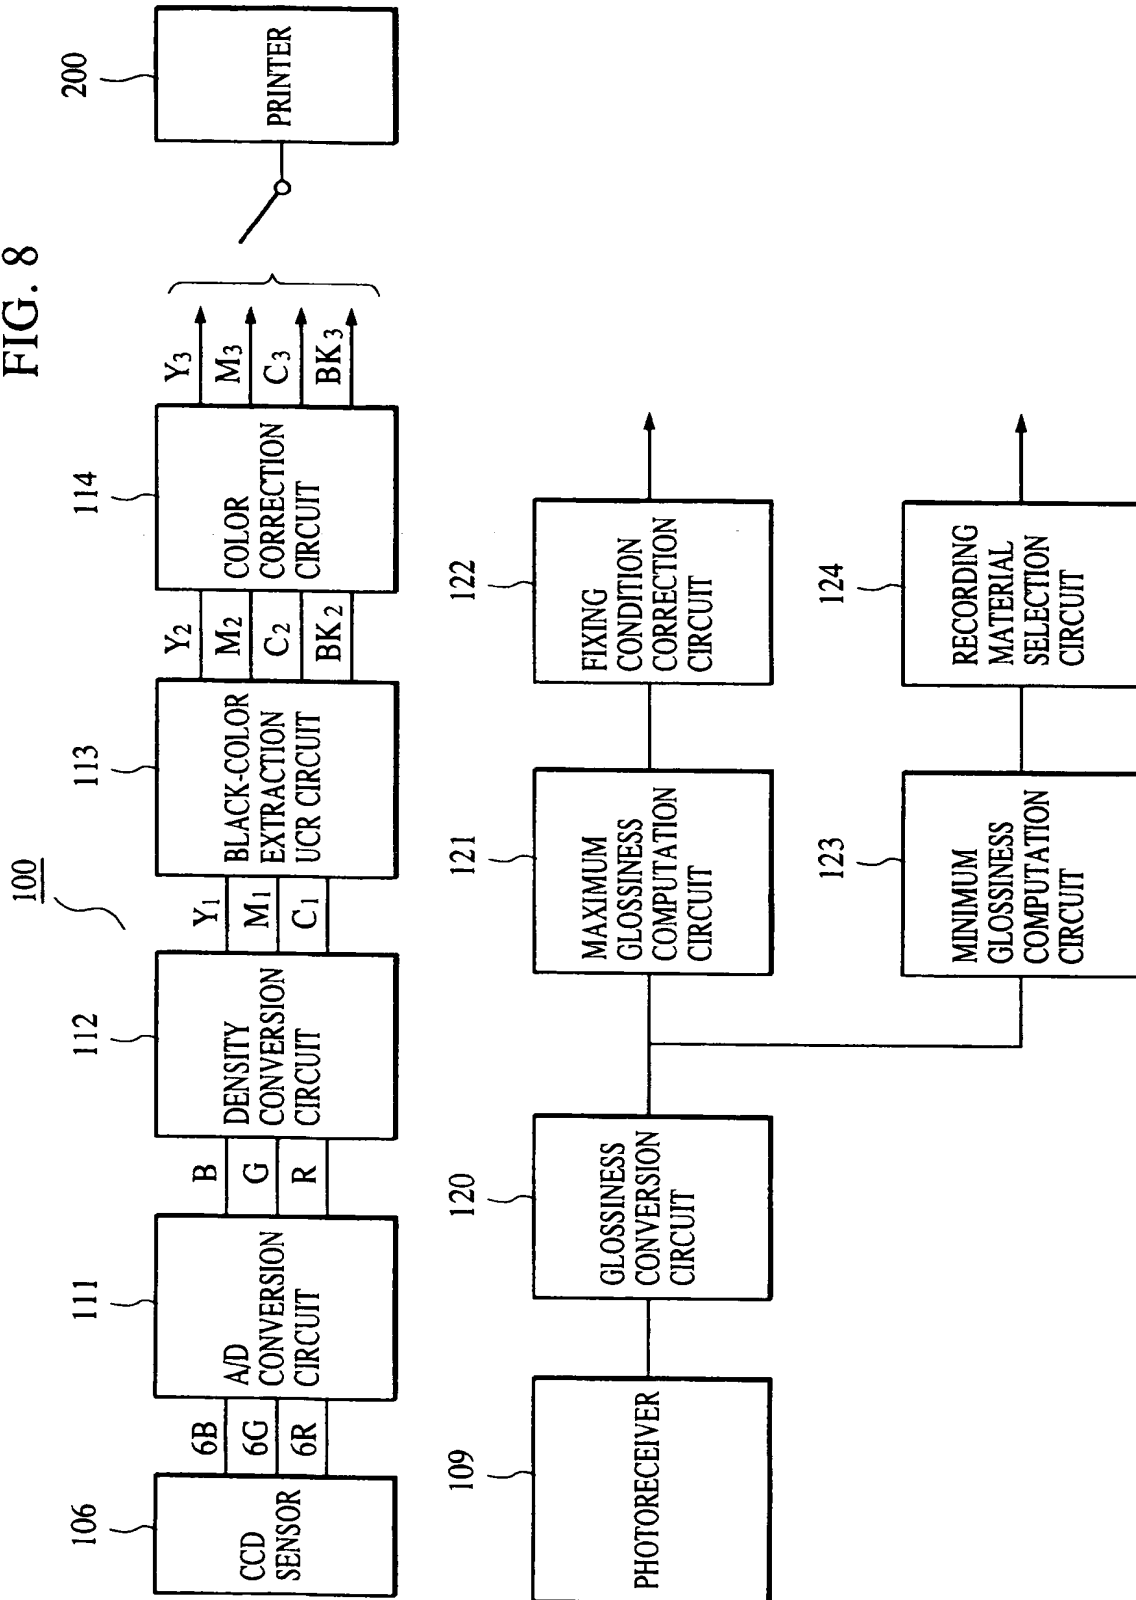 FIG. 8
100
106
CCD
SENSOR
6B
6G
6R
111
A/D
CONVERSION
CIRCUIT
B
G
R
112
DENSITY
CONVERSION
CIRCUIT
Y1
M1
C1
113
BLACK-COLOR
EXTRACTION
UCR CIRCUIT
Y2
M2
C2
BK2
114
COLOR
CORRECTION
CIRCUIT
Y3
M3
C3
BK3
200
PRINTER
109
PHOTORECEIVER
120
GLOSSINESS
CONVERSION
CIRCUIT
121
MAXIMUM
GLOSSINESS
COMPUTATION
CIRCUIT
122
FIXING
CONDITION
CORRECTION
CIRCUIT
123
MINIMUM
GLOSSINESS
COMPUTATION
CIRCUIT
124
RECORDING
MATERIAL
SELECTION
CIRCUIT